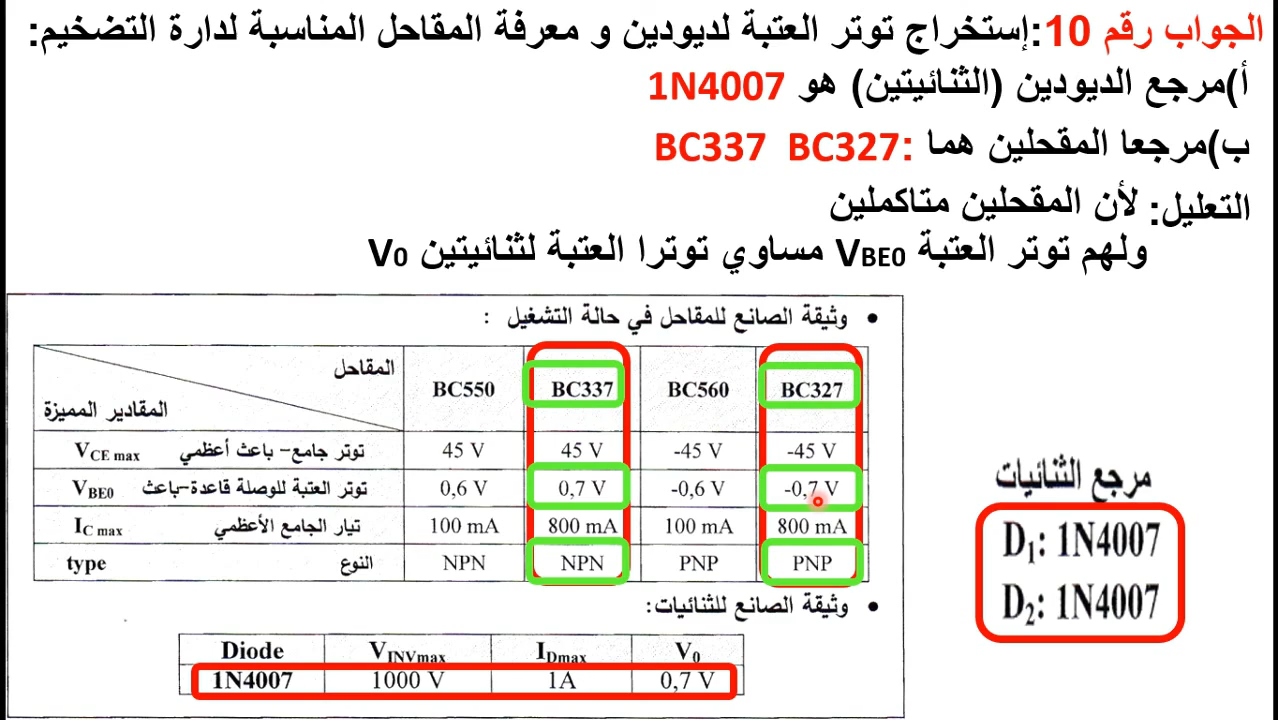 الجواب رقم 10:إستخراج توتر العتبة لديودين و معرفة المقاحل المناسبة لدارة التضخيم:
أ)مرجع الديودين (الثنائيتين) هو 1N4007
ب)مرجعا المقحلين هما :BC337 BC327
التعليل: لأن المقحلين متاكملين
ولهم توتر العتبة VBE0 مساوي توترا العتبة لثنائيتين V0
• وثيقة الصانع للمقاحل في حالة التشغيل :
المقاحل BC550 BC337 BC560 BC327
المقادير المميزة
VCE max توتر جامع–باعث أعظمي 45 V 45 V -45 V -45 V
VBE0 توتر العتبة للوصلة قاعدة–باعث 0,6 V 0,7 V -0,6 V -0,7 V
IC max تيار الجامع الأعظمي 100 mA 800 mA 100 mA 800 mA
type النوع NPN NPN PNP PNP
• وثيقة الصانع للثنائيات:
Diode VINVmax IDmax V0
1N4007 1000 V 1A 0,7 V
مرجع الثنائيات
D1: 1N4007
D2: 1N4007